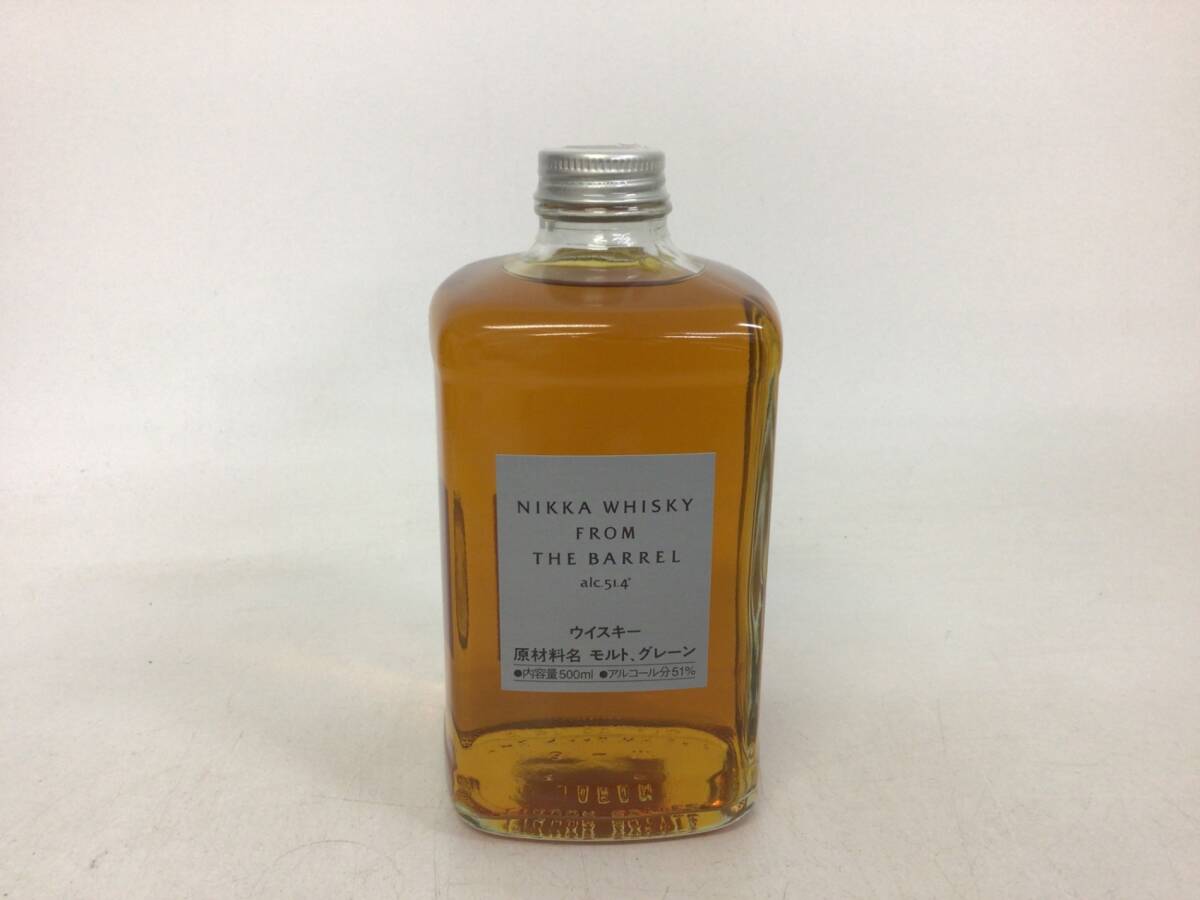 NIKKA WHISKY
FROM
THE BARREL
alc.51.4°
ウイスキー
原材料名 モルト、グレーン
●内容量500ml ●アルコール分51%